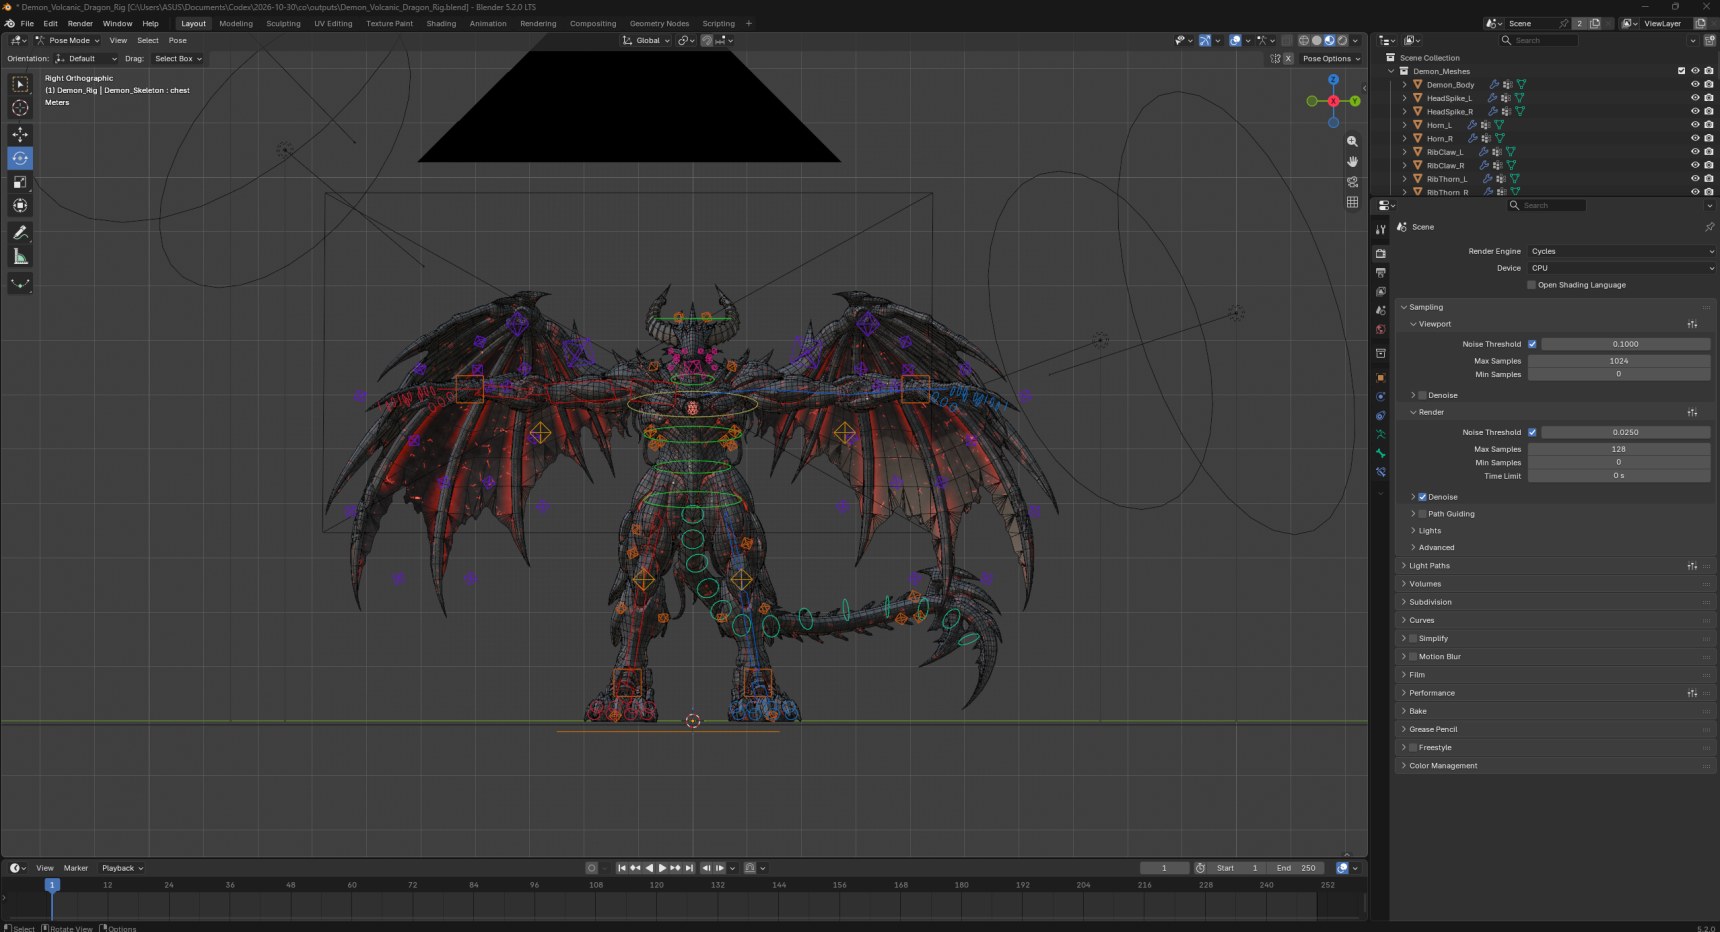 * Demon_Volcanic_Dragon_Rig [C:\Users\ASUS\Documents\Codex\2026-10-30\co\outputs\Demon_Volcanic_Dragon_Rig.blend] - Blender 5.2.0 LTS
File Edit Render Window Help Layout Modeling Sculpting UV Editing Texture Paint Shading Animation Rendering Compositing Geometry Nodes Scripting + Scene 2 ViewLayer
Pose Mode View Select Pose Global Search
Orientation: Default Drag: Select Box X Pose Options
Right Orthographic
(1) Demon_Rig | Demon_Skeleton : chest
Meters
Z
X
Y
Scene Collection
Demon_Meshes
Demon_Body
HeadSpike_L
HeadSpike_R
Horn_L
Horn_R
RibClaw_L
RibClaw_R
RibThorn_L
RibThorn_R
Search
Scene
Render Engine Cycles
Device CPU
Open Shading Language
Sampling
Viewport
Noise Threshold 0.1000
Max Samples 1024
Min Samples 0
Denoise
Render
Noise Threshold 0.0250
Max Samples 128
Min Samples 0
Time Limit 0 s
Denoise
Path Guiding
Lights
Advanced
Light Paths
Volumes
Subdivision
Curves
Simplify
Motion Blur
Film
Performance
Bake
Grease Pencil
Freestyle
Color Management
View Marker Playback 1 Start 1 End 250
1 12 24 36 48 60 72 84 96 108 120 132 144 156 168 180 192 204 216 228 240 252
Select Rotate View Options 5.2.0